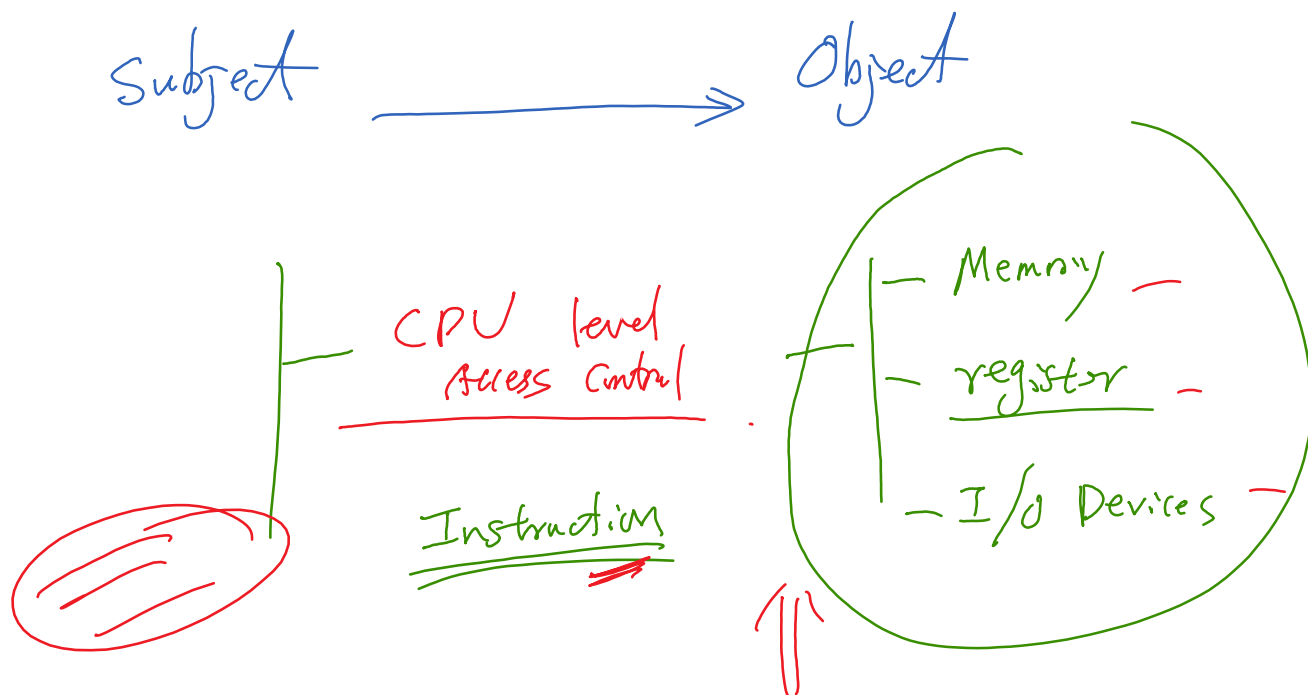 Subject
Object
CPU level
Access Control
Instruction
Memory
register
I/O Devices